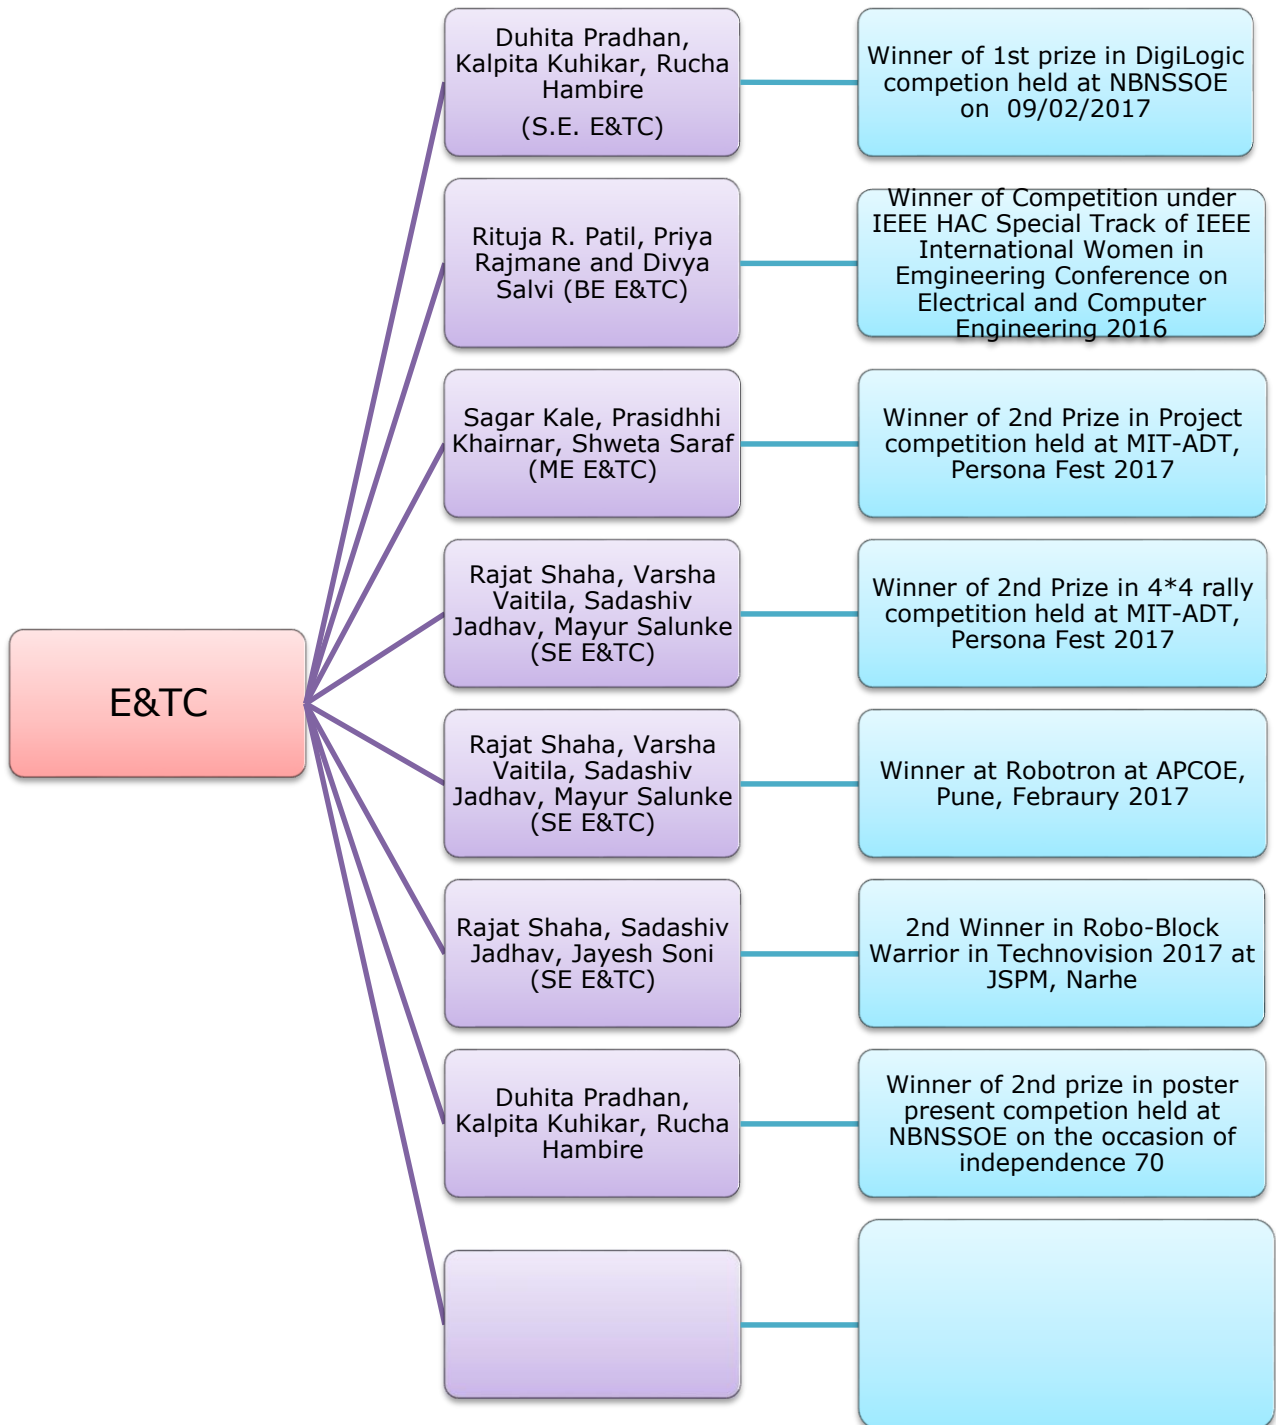 E&TC
Duhita Pradhan,
Kalpita Kuhikar, Rucha
Hambire
(S.E. E&TC)
Winner of 1st prize in DigiLogic
competion held at NBNSSOE
on 09/02/2017
Rituja R. Patil, Priya
Rajmane and Divya
Salvi (BE E&TC)
Winner of Competition under
IEEE HAC Special Track of IEEE
International Women in
Emgineering Conference on
Electrical and Computer
Engineering 2016
Sagar Kale, Prasidhhi
Khairnar, Shweta Saraf
(ME E&TC)
Winner of 2nd Prize in Project
competition held at MIT-ADT,
Persona Fest 2017
Rajat Shaha, Varsha
Vaitila, Sadashiv
Jadhav, Mayur Salunke
(SE E&TC)
Winner of 2nd Prize in 4*4 rally
competition held at MIT-ADT,
Persona Fest 2017
Rajat Shaha, Varsha
Vaitila, Sadashiv
Jadhav, Mayur Salunke
(SE E&TC)
Winner at Robotron at APCOE,
Pune, Febraury 2017
Rajat Shaha, Sadashiv
Jadhav, Jayesh Soni
(SE E&TC)
2nd Winner in Robo-Block
Warrior in Technovision 2017 at
JSPM, Narhe
Duhita Pradhan,
Kalpita Kuhikar, Rucha
Hambire
Winner of 2nd prize in poster
present competion held at
NBNSSOE on the occasion of
independence 70